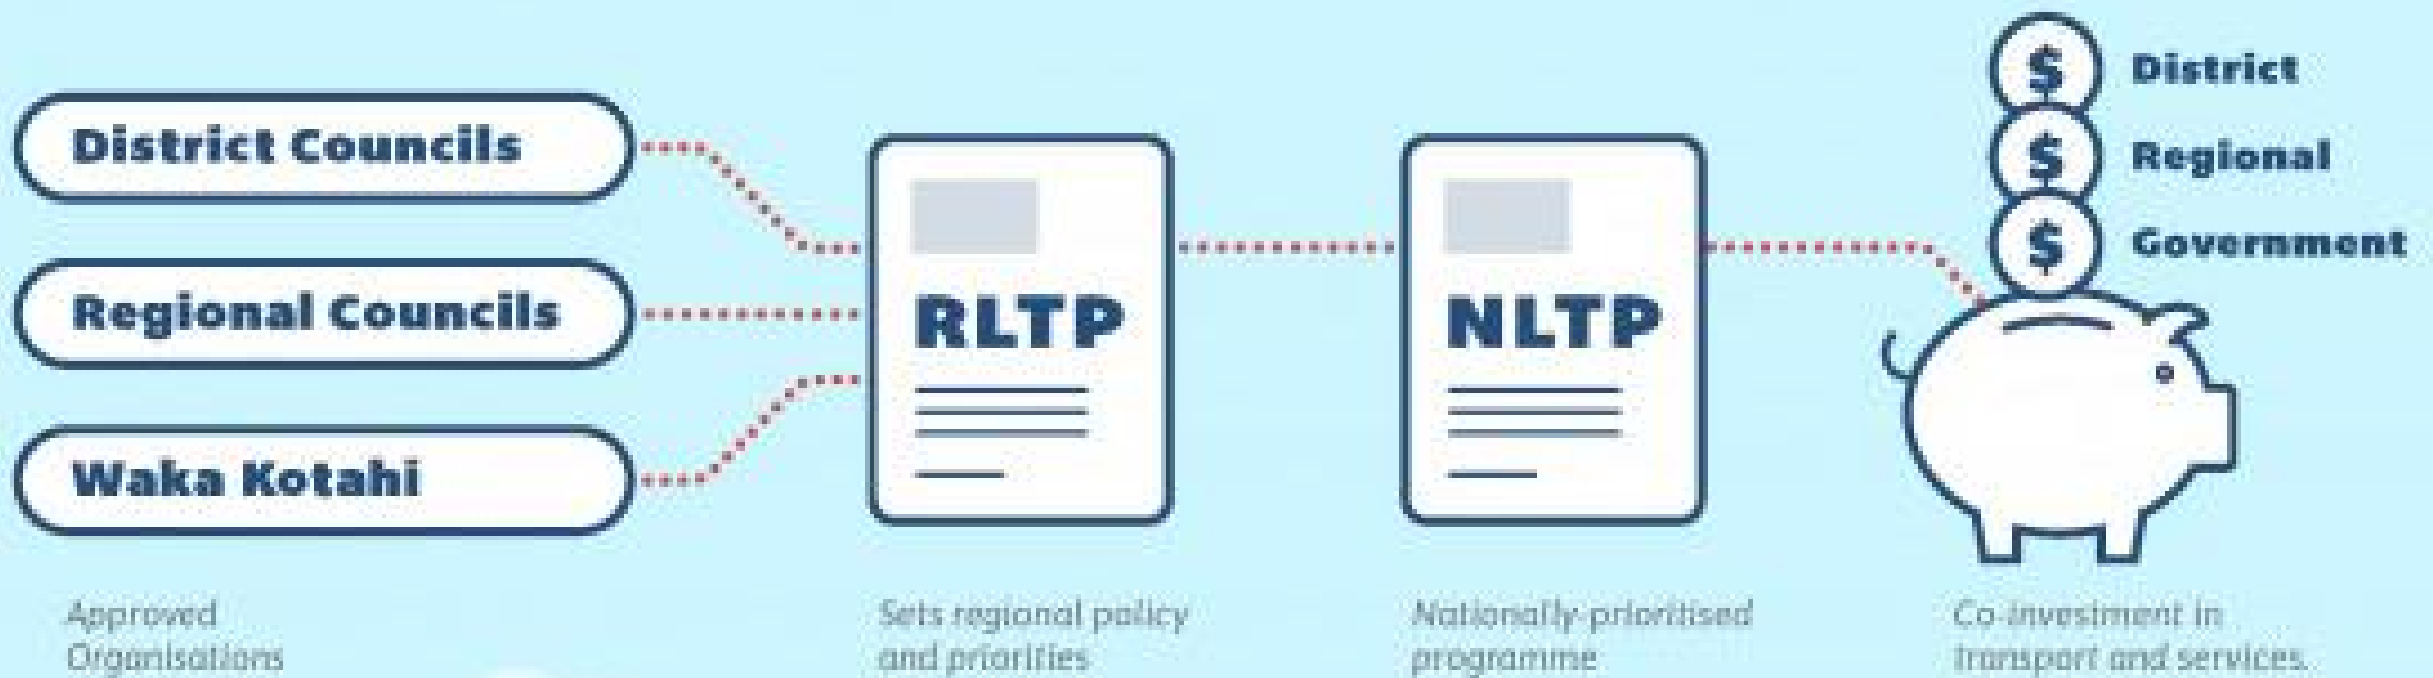 District Councils
Regional Councils
Waka Kotahi
Approved
Organisations
RLTP
Sets regional policy
and priorities
NLTP
Nationally-prioritised
programme
$ District
$ Regional
$ Government
Co-investment in
transport and services.